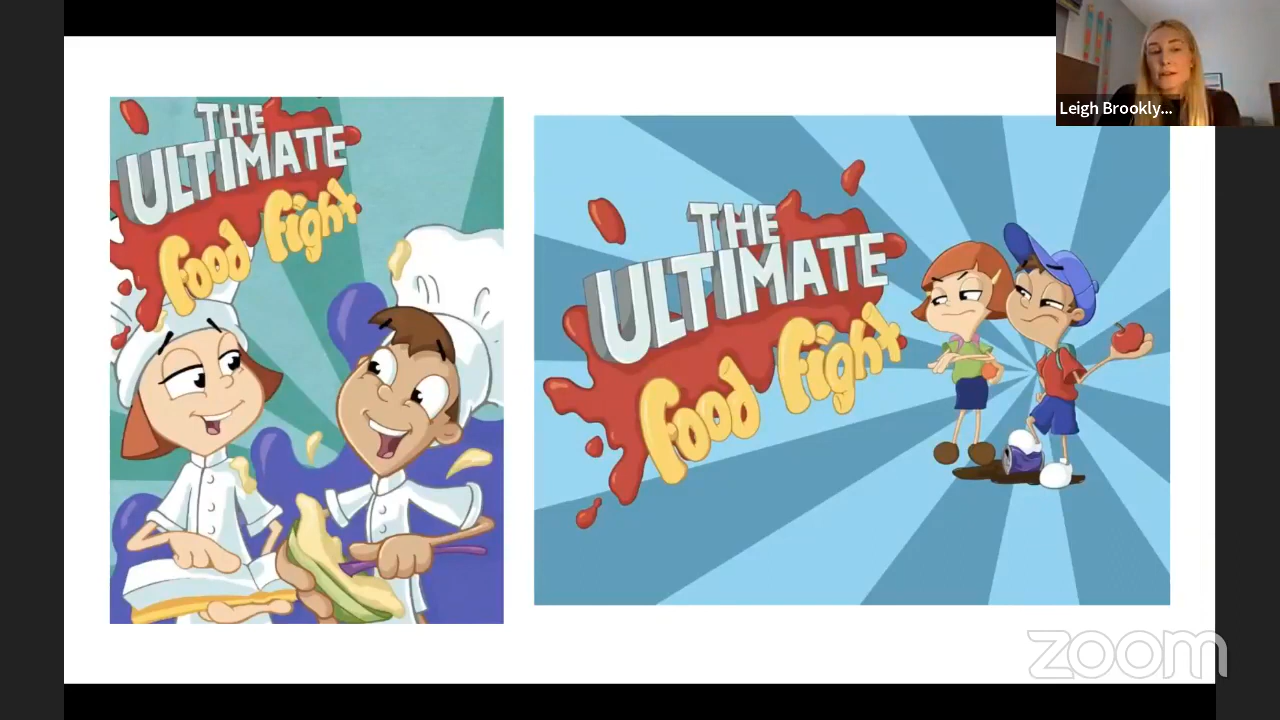 THE
ULTIMATE
food fight
THE
ULTIMATE
food fight
Leigh Brookly...
zoom